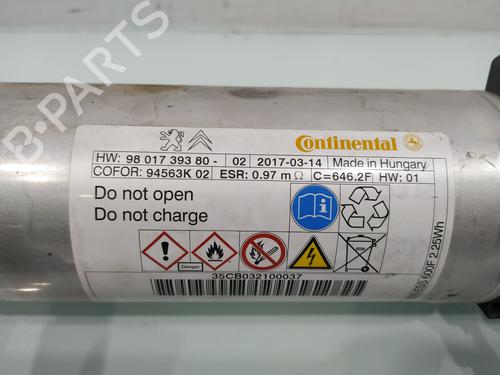 B-PARTS
Continental
HW: 98 017 393 80 - 02 2017-03-14 Made in Hungary
COFOR: 94563K 02 ESR: 0.97 mΩ C=646.2F HW: 01
Do not open
Do not charge
Danger
35CB032100037
ESS 600F 2.25Wh